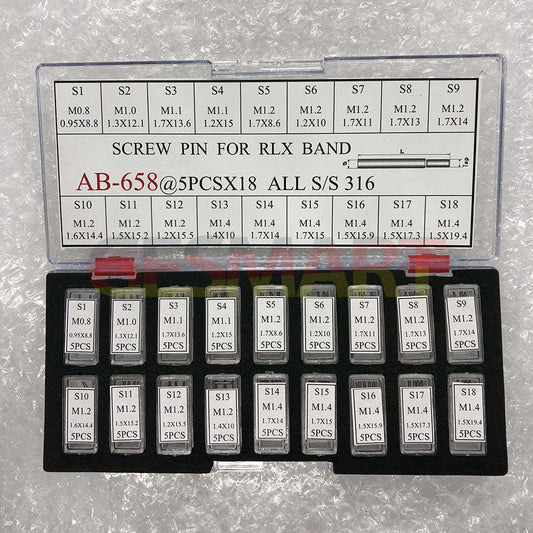 S1 S2 S3 S4 S5 S6 S7 S8 S9
M0.8 M1.0 M1.1 M1.1 M1.2 M1.2 M1.2 M1.2 M1.2
0.95X8.8 1.3X12.1 1.7X13.6 1.2X15 1.7X8.6 1.2X10 1.7X11 1.7X13 1.7X14
SCREW PIN FOR RLX BAND
L
Tap
AB-658@5PCSX18 ALL S/S 316
S10 S11 S12 S13 S14 S15 S16 S17 S18
M1.2 M1.2 M1.2 M1.4 M1.4 M1.4 M1.4 M1.4 M1.4
1.6X14.4 1.5X15.2 1.2X15.5 1.4X10 1.7X14 1.7X15 1.5X15.9 1.5X17.3 1.5X19.4
S1 S2 S3 S4 S5 S6 S7 S8 S9
M0.8 M1.0 M1.1 M1.1 M1.2 M1.2 M1.2 M1.2 M1.2
0.95X8.8 1.3X12.1 1.7X13.6 1.2X15 1.7X8.6 1.2X10 1.7X11 1.7X13 1.7X14
5PCS 5PCS 5PCS 5PCS 5PCS 5PCS 5PCS 5PCS 5PCS
S10 S11 S12 S13 S14 S15 S16 S17 S18
M1.2 M1.2 M1.2 M1.2 M1.4 M1.4 M1.4 M1.4 M1.4
1.6X14.4 1.5X15.2 1.2X15.5 1.4X10 1.7X14 1.7X15 1.5X15.9 1.5X17.3 1.5X19.4
5PCS 5PCS 5PCS 5PCS 5PCS 5PCS 5PCS 5PCS 5PCS